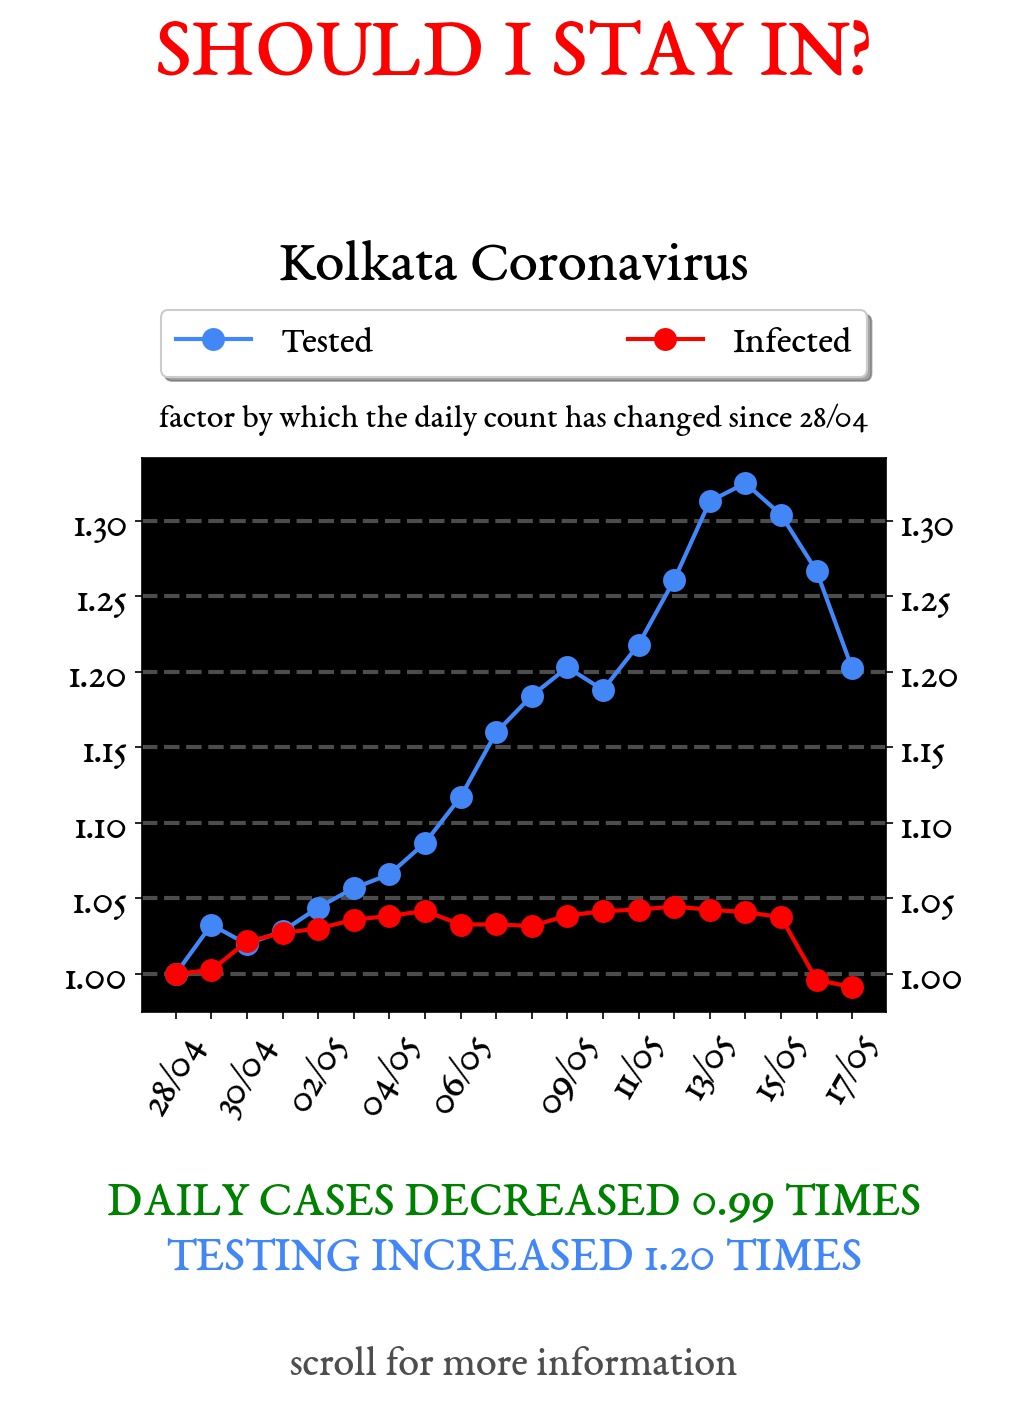 SHOULD I STAY IN?
Kolkata Coronavirus
Tested Infected
factor by which the daily count has changed since 28/04
1.30 1.30
1.25 1.25
1.20 1.20
1.15 1.15
1.10 1.10
1.05 1.05
1.00 1.00
28/04 30/04 02/05 04/05 06/05 09/05 11/05 13/05 15/05 17/05
DAILY CASES DECREASED 0.99 TIMES
TESTING INCREASED 1.20 TIMES
scroll for more information